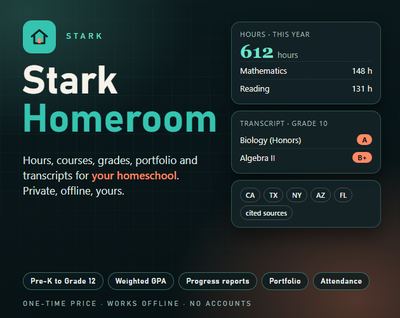 STARK
Stark
Homeroom
Hours, courses, grades, portfolio and
transcripts for your homeschool.
Private, offline, yours.
HOURS · THIS YEAR
612 hours
Mathematics 148 h
Reading 131 h
TRANSCRIPT · GRADE 10
Biology (Honors) A
Algebra II B+
CA TX NY AZ FL
cited sources
Pre-K to Grade 12 Weighted GPA Progress reports Portfolio Attendance
ONE-TIME PRICE · WORKS OFFLINE · NO ACCOUNTS